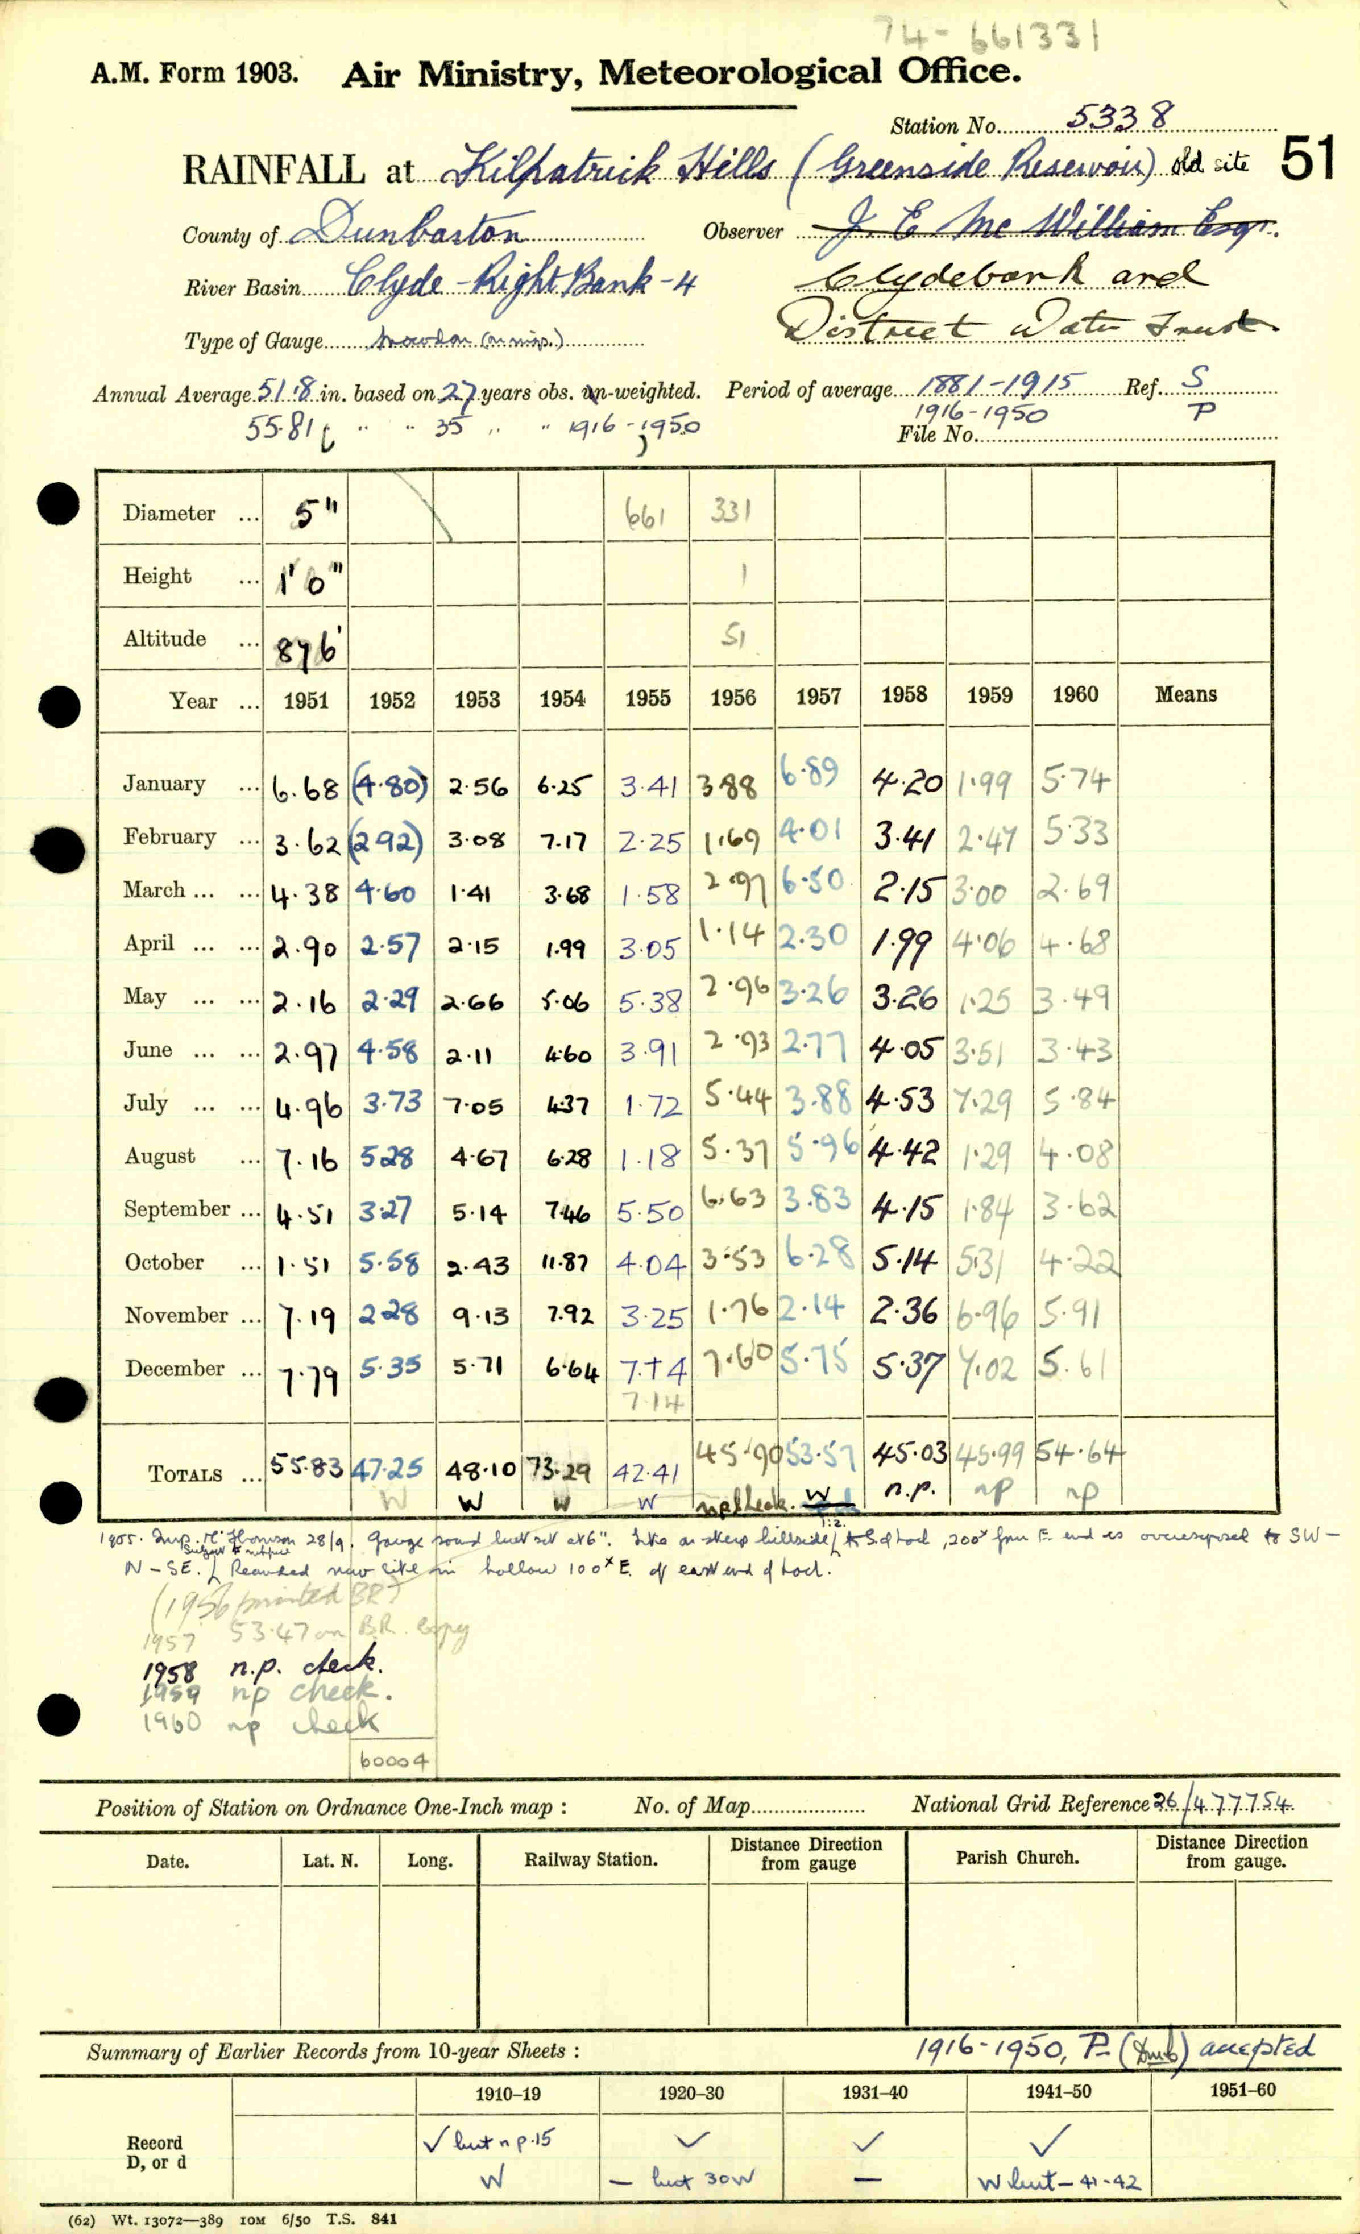 74- 661331
A.M. Form 1903. Air Ministry, Meteorological Office.
Station No. 5338
RAINFALL at Kilpatrick Hills (Greenside Reservoir) old site 51
County of Dunbarton Observer J. E. Mc William Esqr.
River Basin Clyde - Right Bank - 4 Clydebank and
Type of Gauge Snowdon District Water Trust
Annual Average 51.8 in. based on 27 years obs. un-weighted. Period of average 1881-1915 Ref. S
55.81 " " 35 " " 1916-1950 1916-1950 P
File No.
Diameter ... 5" 661 331
Height ... 1' 0" 1
Altitude ... 876' 51
Year ... 1951 1952 1953 1954 1955 1956 1957 1958 1959 1960 Means
January ... 6.68 (4.80) 2.56 6.25 3.41 3.88 6.89 4.20 1.99 5.74
February ... 3.62 (2.92) 3.08 7.17 2.25 1.69 4.01 3.41 2.47 5.33
March ... ... 4.38 4.60 1.41 3.68 1.58 2.97 6.50 2.15 3.00 2.69
April ... ... 2.90 2.57 2.15 1.99 3.05 1.14 2.30 1.99 4.06 4.68
May ... ... 2.16 2.29 2.66 5.06 5.38 2.96 3.26 3.26 1.25 3.49
June ... ... 2.97 4.58 2.11 4.60 3.91 2.93 2.77 4.05 3.51 3.43
July ... ... 4.96 3.73 7.05 4.37 1.72 5.44 3.88 4.53 7.29 5.84
August ... 7.16 5.28 4.67 6.28 1.18 5.37 5.96 4.42 1.29 4.08
September ... 4.51 3.27 5.14 7.46 5.50 6.63 3.83 4.15 1.84 3.62
October ... 1.51 5.58 2.43 11.87 4.04 3.53 6.28 5.14 5.31 4.22
November ... 7.19 2.28 9.13 7.92 3.25 1.76 2.14 2.36 6.96 5.91
December ... 7.79 5.35 5.71 6.64 7.14 7.60 5.75 5.37 7.02 5.61
7.14
TOTALS ... 55.83 47.25 48.10 73.29 42.41 45.90 53.57 45.03 45.99 54.64
W W W W np check. W n.p. np np
1955. Insp. Mr Thomson 28/9. Gauge sound but set at 6". Site on steep hillside to S. of Loch, 200x from E. end is overexposed to SW -
N - SE. Recorded new site in hollow 100x E. of east end of Loch.
(1956 printed BR)
1957 53.47 on B.R. copy
1958 n.p. check.
1959 np check.
1960 np check
60004
Position of Station on Ordnance One-Inch map : No. of Map National Grid Reference 26/477754
Date. Lat. N. Long. Railway Station. Distance from gauge Direction Parish Church. Distance Direction from gauge.
Summary of Earlier Records from 10-year Sheets : 1916-1950, P accepted
1910-19 1920-30 1931-40 1941-50 1951-60
Record ✓ but n p. 15 ✓ ✓ ✓
D, or d W - but 30W - W but - 41-42
(62) Wt. 13072—389 10M 6/50 T.S. 841